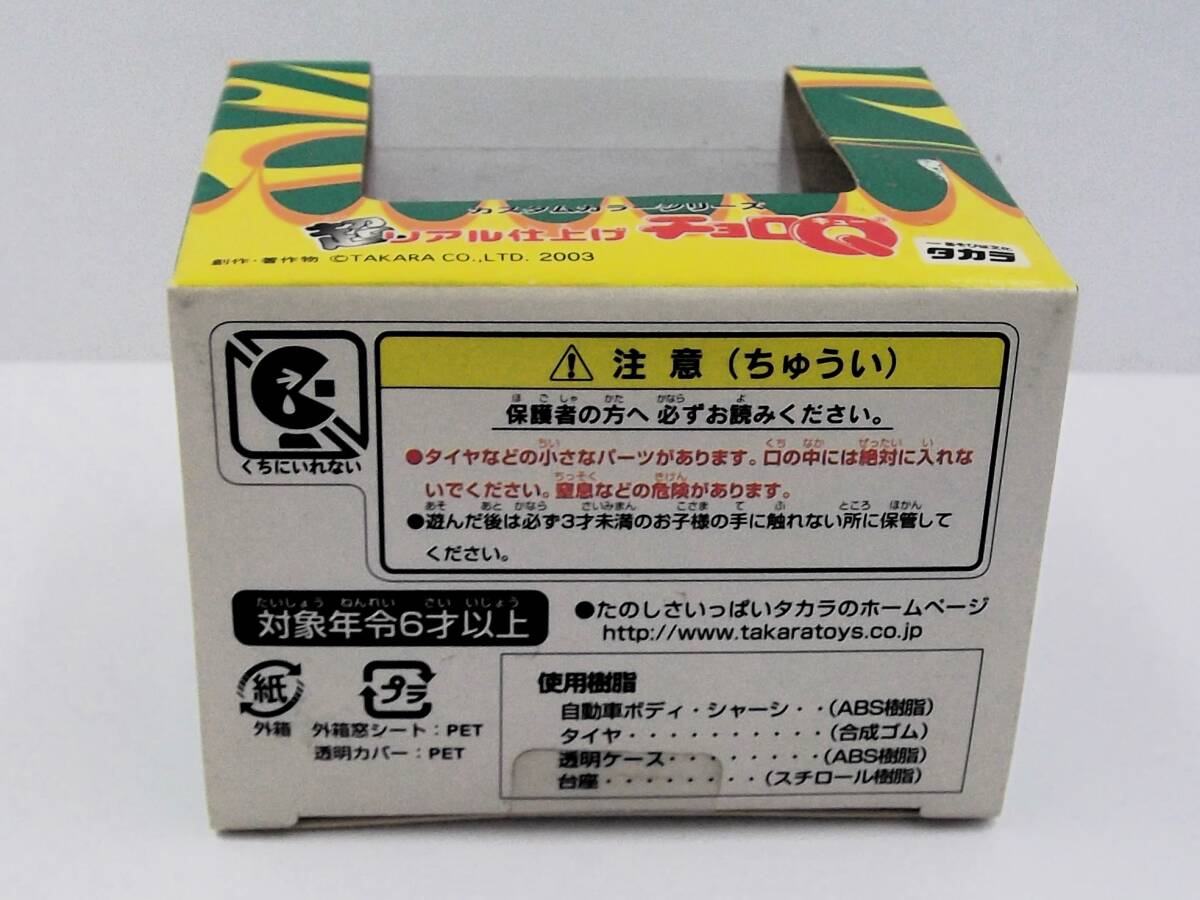 カスタムカラーシリーズ
超リアル仕上げ チョロQ®
創作・著作物 ©TAKARA CO.,LTD. 2003
タカラ
くちにいれない
⚠ 注意(ちゅうい)
保護者の方へ 必ずお読みください。
●タイヤなどの小さなパーツがあります。口の中には絶対に入れな
いでください。窒息などの危険があります。
●遊んだ後は必ず3才未満のお子様の手に触れない所に保管して
ください。
対象年令6才以上
●たのしさいっぱいタカラのホームページ
http://www.takaratoys.co.jp
紙
外箱
プラ
外箱窓シート:PET
透明カバー:PET
使用樹脂
自動車ボディ・シャーシ・・(ABS樹脂)
タイヤ・・・・・・・・・・(合成ゴム)
透明ケース・・・・・・・・(ABS樹脂)
台座・・・・・・・・(スチロール樹脂)